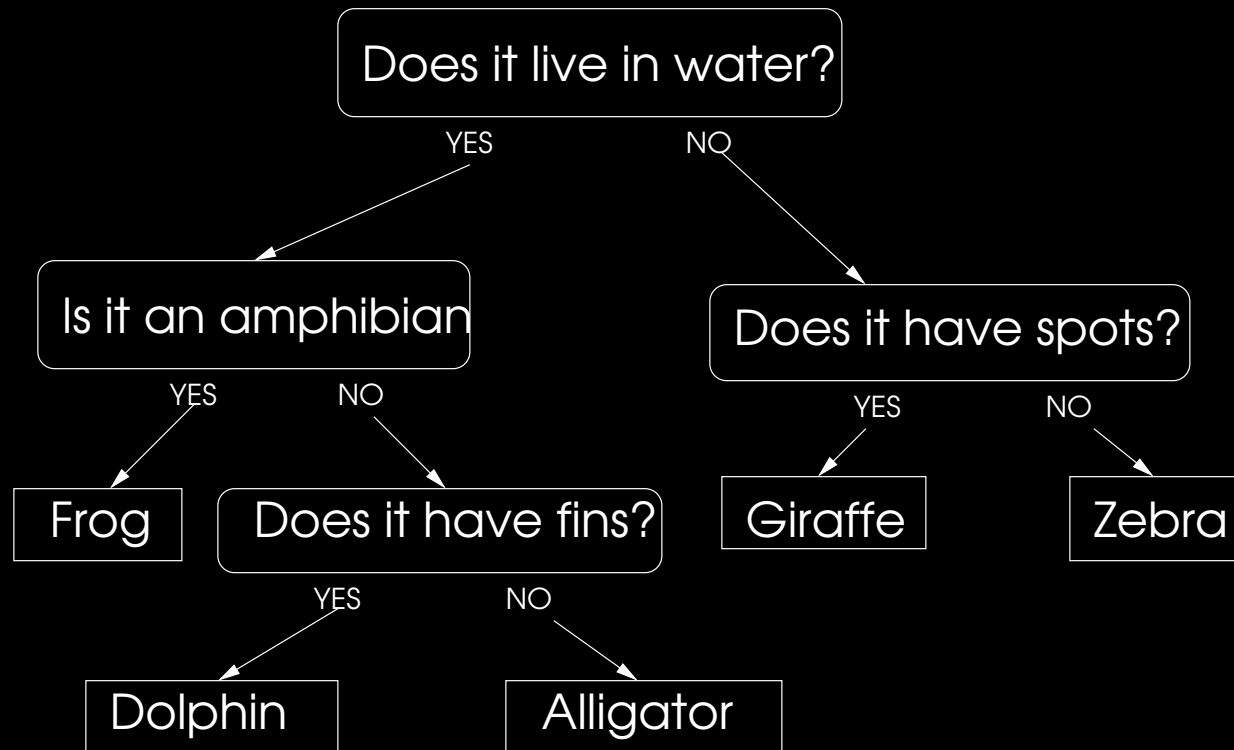 Does it live in water?
YES
NO
Is it an amphibian
Does it have spots?
YES
NO
YES
NO
Frog
Does it have fins?
Giraffe
Zebra
YES
NO
Dolphin
Alligator